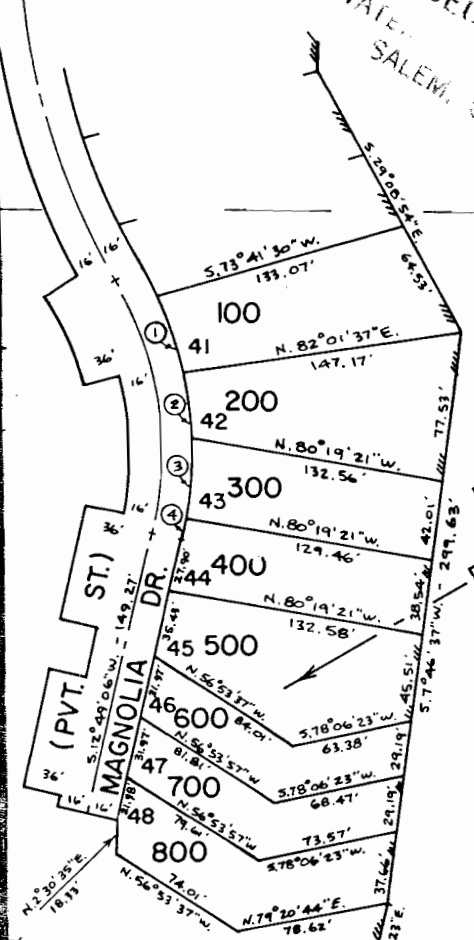 SALEM,
S.29°08'54"E.
64.53'
16' 16'
S.73°41'30"W.
133.07'
100
1
41
36'
16'
N.82°01'37"E.
147.17'
2
200
42
77.53'
N.80°19'21"W.
132.56'
3
300
43
42.01'
16'
4
36'
N.80°19'21"W.
129.46'
400
44
27.90'
38.54'
S.7°46'37"W. - 299.63'
N.80°19'21"W.
132.58'
(PVT. ST.)
MAGNOLIA DR.
S.12°49'06"W. - 149.27'
45 500
45.51'
N.56°53'37"W.
84.01'
S.78°06'23"W.
63.38'
46 600
31.97'
29.19'
N.56°53'57"W
81.81'
S.78°06'23"W.
68.47'
47
700
31.97'
29.19'
N.56°53'57"W
79.61'
73.57'
S.78°06'23"W.
36'
16' 16'
31.98'
48
800
37.66'
N.2°30'35"E.
18.33'
N.56°53'37"W.
74.01'
N.79°20'44"E.
78.62'
23"E.